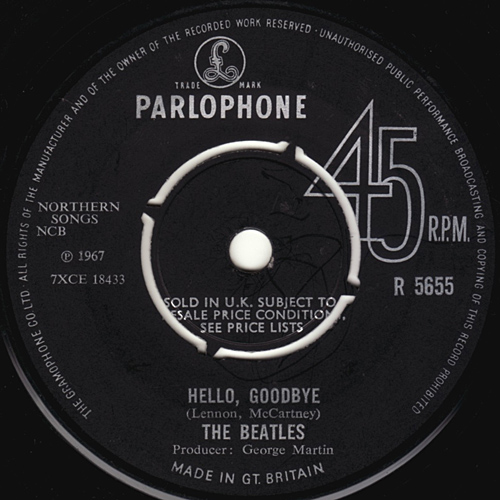 THE GRAMOPHONE CO. LTD. · ALL RIGHTS OF THE MANUFACTURER AND OF THE OWNER OF THE RECORDED WORK RESERVED · UNAUTHORISED PUBLIC PERFORMANCE BROADCASTING AND COPYING OF THIS RECORD PROHIBITED
£
TRADE MARK
PARLOPHONE
45
R.P.M.
NORTHERN
SONGS
NCB
℗ 1967
7XCE 18433
R 5655
SOLD IN U.K. SUBJECT TO
ESALE PRICE CONDITION
SEE PRICE LISTS
HELLO, GOODBYE
(Lennon, McCartney)
THE BEATLES
Producer: George Martin
MADE IN GT. BRITAIN